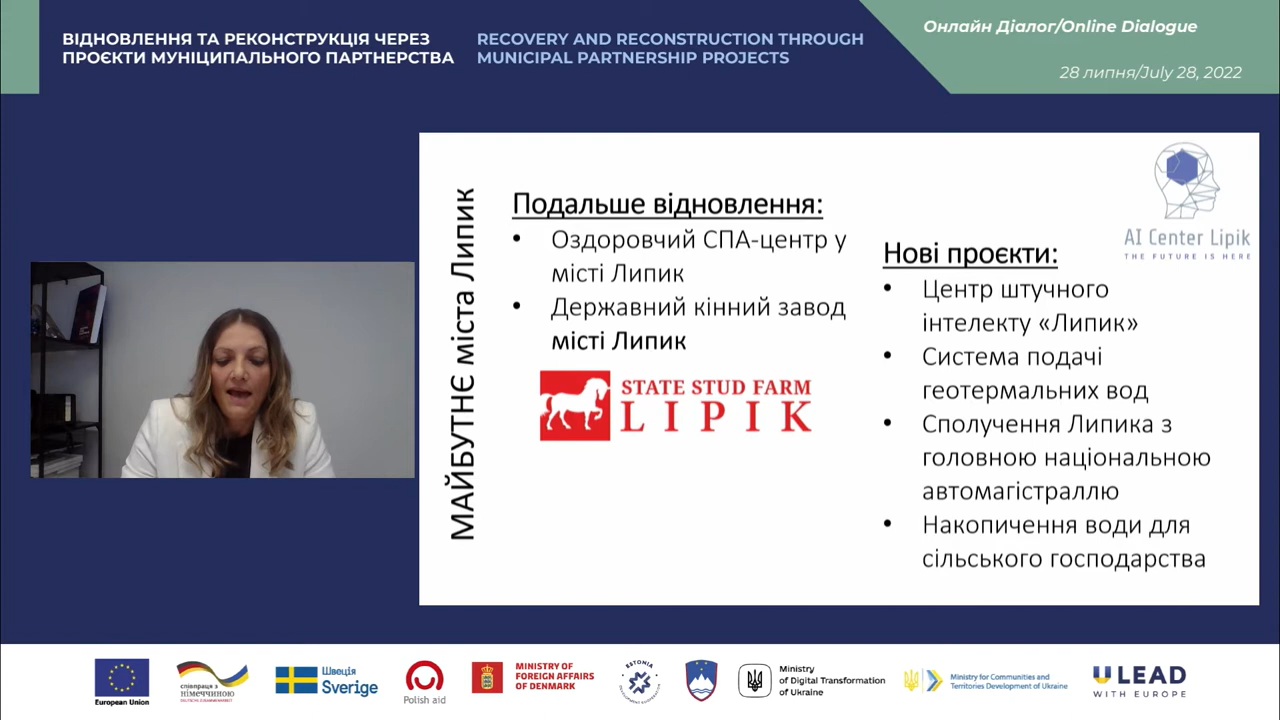 ВІДНОВЛЕННЯ ТА РЕКОНСТРУКЦІЯ ЧЕРЕЗ
ПРОЄКТИ МУНІЦИПАЛЬНОГО ПАРТНЕРСТВА
RECOVERY AND RECONSTRUCTION THROUGH
MUNICIPAL PARTNERSHIP PROJECTS
Онлайн Діалог/Online Dialogue
28 липня/July 28, 2022
МАЙБУТНЄ міста Липик
Подальше відновлення:
• Оздоровчий СПА-центр у
місті Липик
• Державний кінний завод
місті Липик
STATE STUD FARM
LIPIK
AI Center Lipik
THE FUTURE IS HERE
Нові проєкти:
• Центр штучного
інтелекту «Липик»
• Система подачі
геотермальних вод
• Сполучення Липика з
головною національною
автомагістраллю
• Накопичення води для
сільського господарства
European Union
співпраця з
німеччиною
Швеція
Sverige
Polish aid
MINISTRY OF
FOREIGN AFFAIRS
OF DENMARK
ESTONIA
Ministry
of Digital Transformation
of Ukraine
Ministry for Communities and
Territories Development of Ukraine
U LEAD
WITH EUROPE